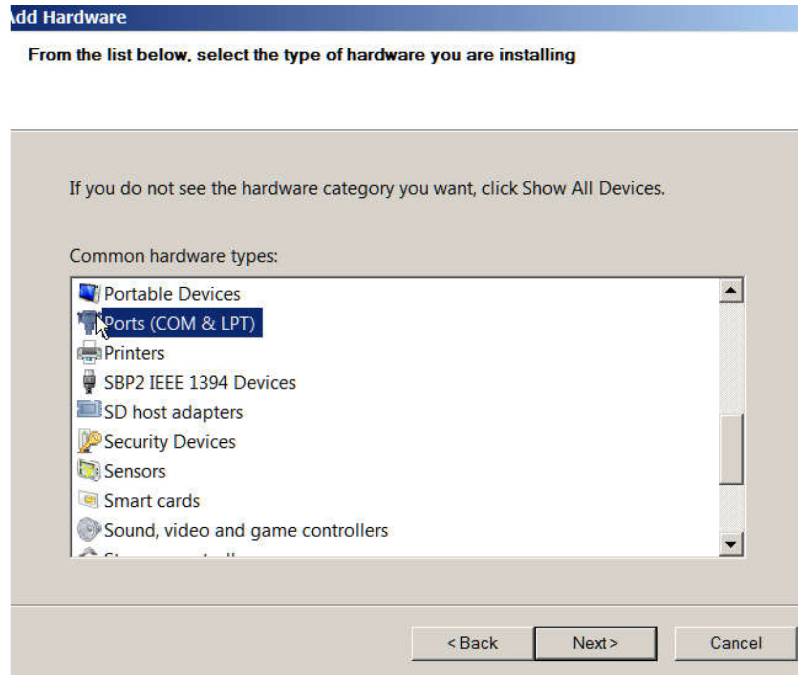 Add Hardware
From the list below, select the type of hardware you are installing
If you do not see the hardware category you want, click Show All Devices.
Common hardware types:
Portable Devices
Ports (COM & LPT)
Printers
SBP2 IEEE 1394 Devices
SD host adapters
Security Devices
Sensors
Smart cards
Sound, video and game controllers
< Back
Next >
Cancel